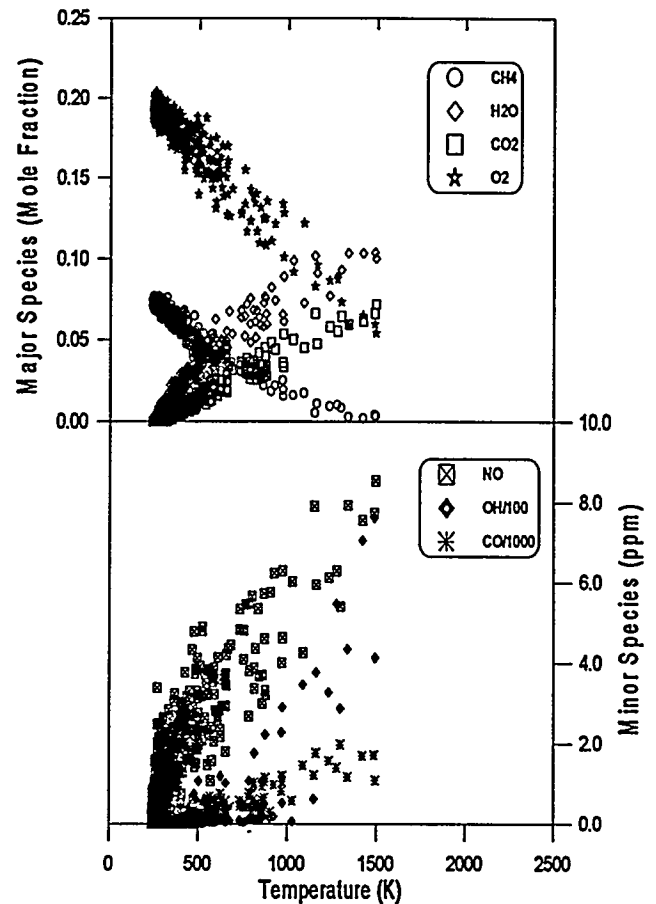 0.25
0.20
0.15
0.10
0.05
0.00
Major Species (Mole Fraction)
CH4
H2O
CO2
O2
10.0
8.0
6.0
4.0
2.0
0.0
Minor Species (ppm)
NO
OH/100
CO/1000
0
500
1000
1500
2000
2500
Temperature (K)